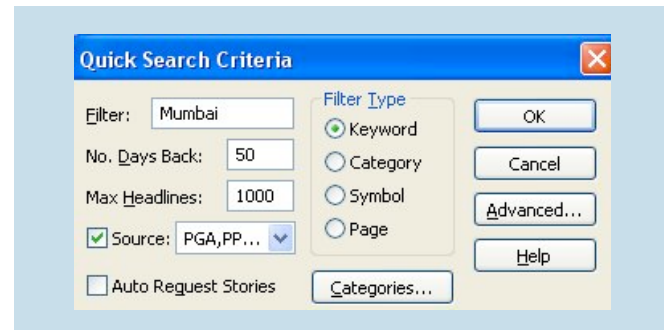 Quick Search Criteria
Filter: Mumbai
No. Days Back: 50
Max Headlines: 1000
Source: PGA,PP...
Auto Request Stories
Filter Type
Keyword
Category
Symbol
Page
Categories...
OK
Cancel
Advanced...
Help